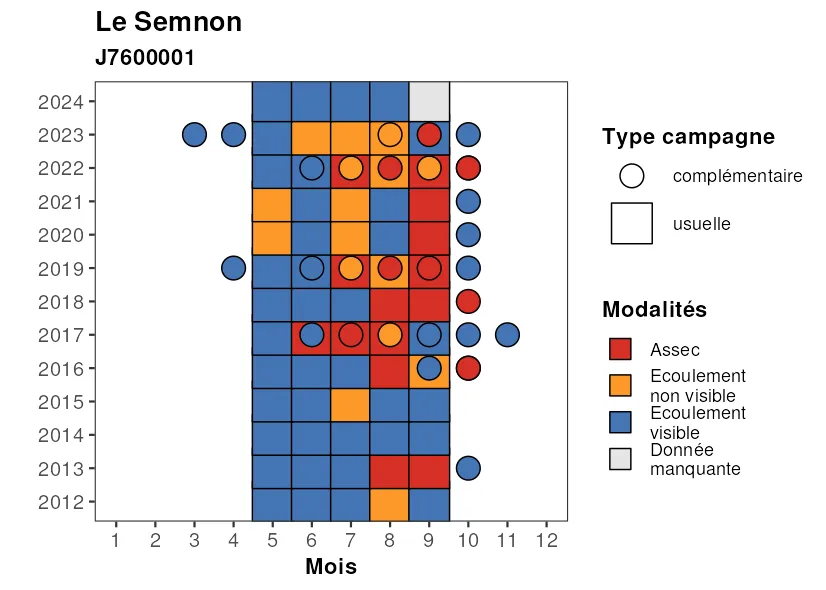 Le Semnon
J7600001
2024
2023
2022
2021
2020
2019
2018
2017
2016
2015
2014
2013
2012
1 2 3 4 5 6 7 8 9 10 11 12
Mois
Type campagne
complémentaire
usuelle
Modalités
Assec
Ecoulement
non visible
Ecoulement
visible
Donnée
manquante